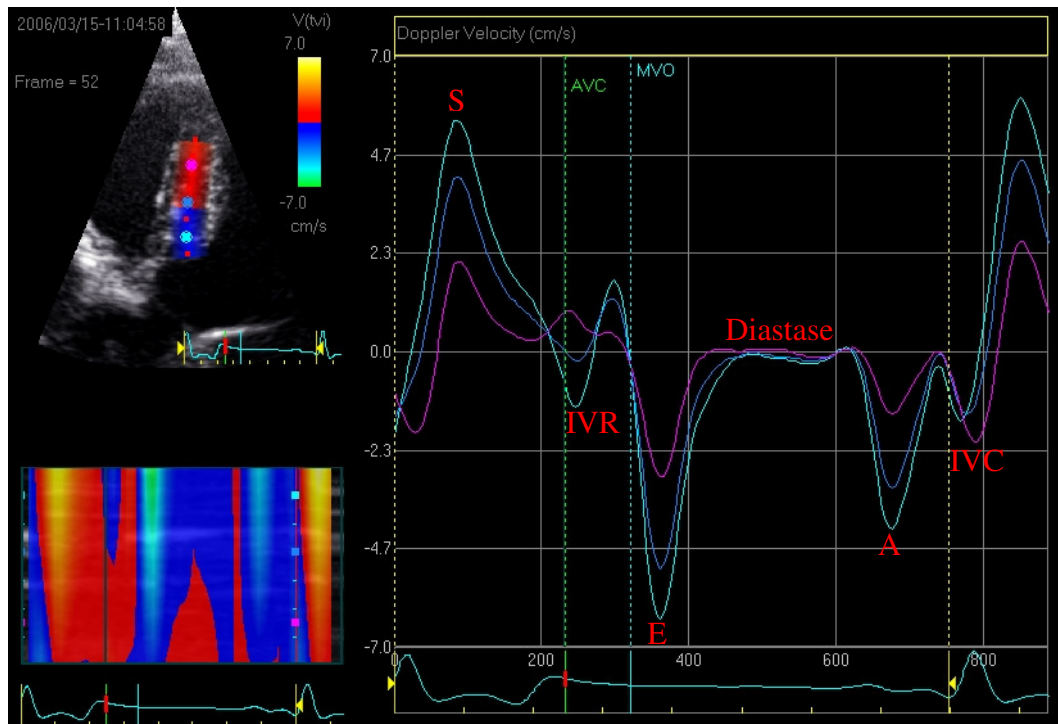 2006/03/15-11:04:58
V(tvi)
7.0
Frame = 52
-7.0
cm/s
Doppler Velocity (cm/s)
7.0
AVC
MVO
S
4.7
2.3
Diastase
0.0
IVR
-2.3
IVC
-4.7
A
E
-7.0
0
200
400
600
800